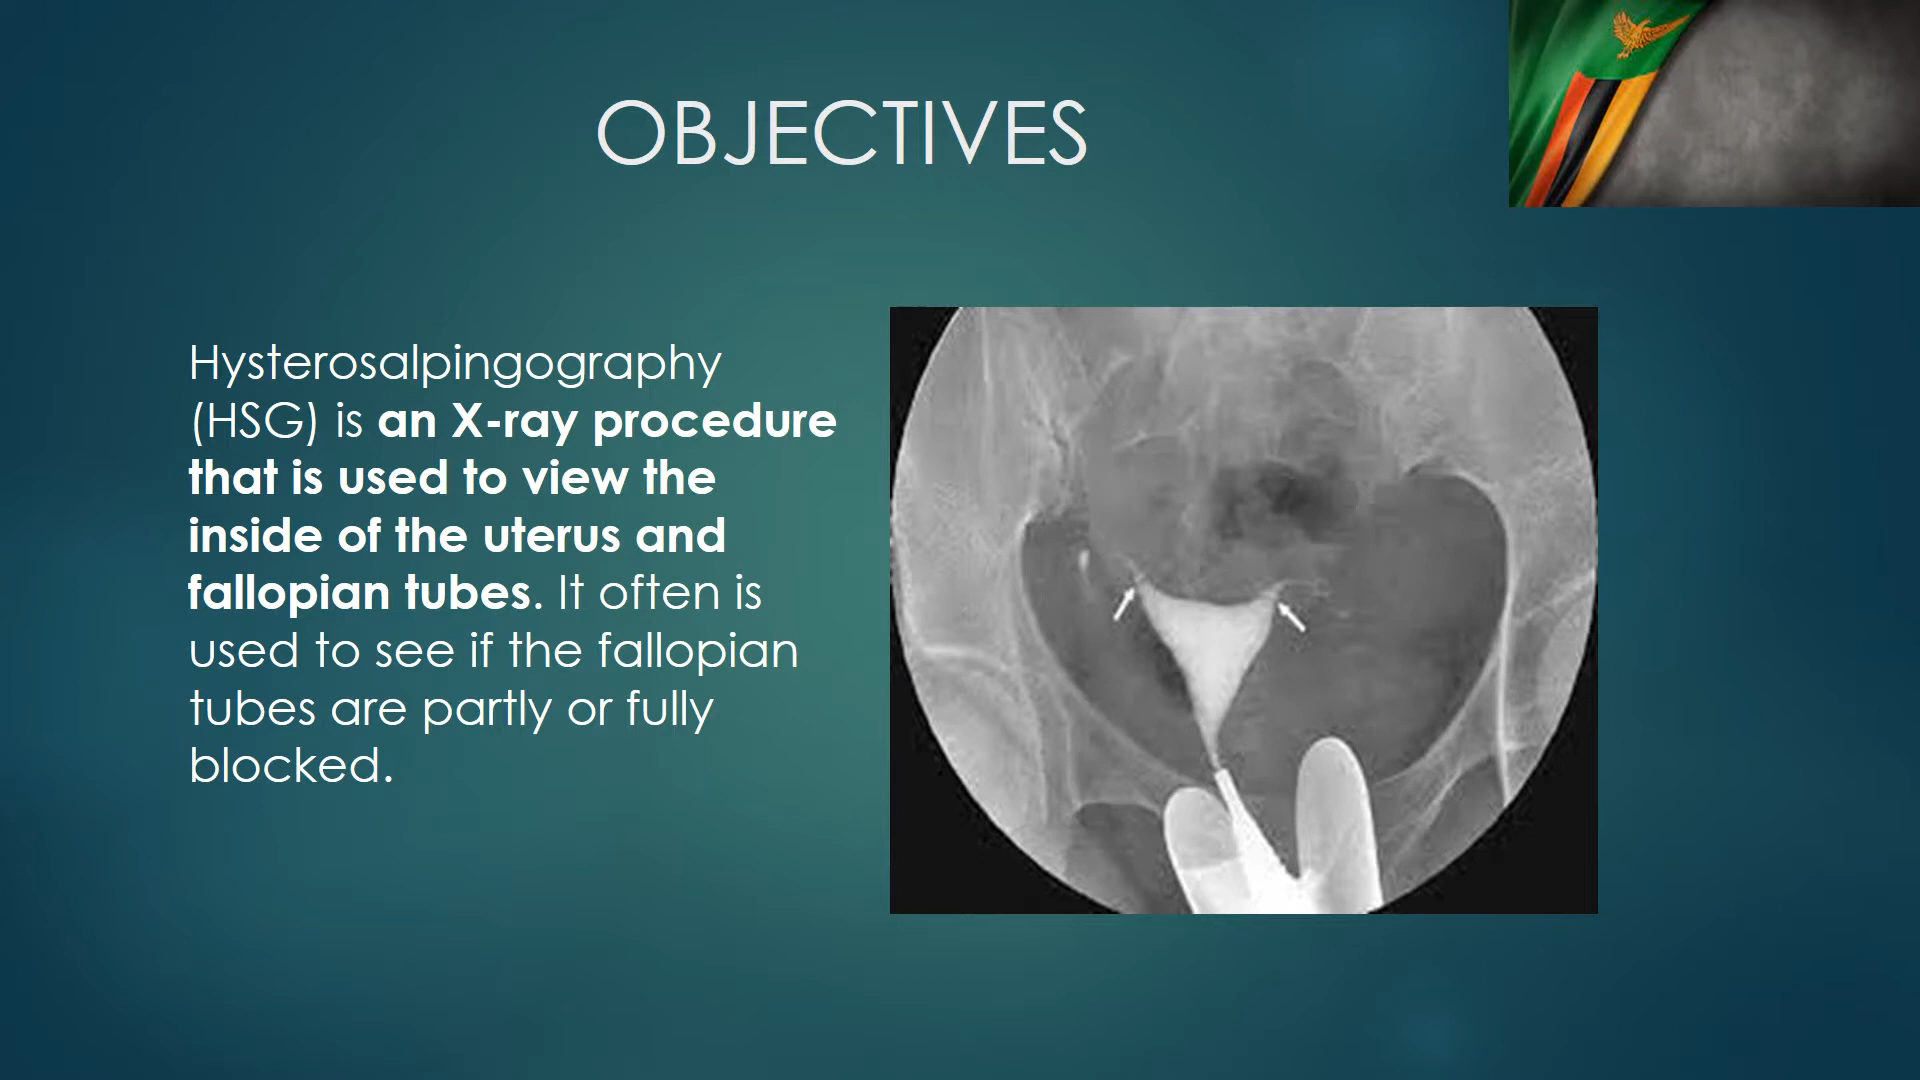 OBJECTIVES
Hysterosalpingography
(HSG) is an X-ray procedure
that is used to view the
inside of the uterus and
fallopian tubes. It often is
used to see if the fallopian
tubes are partly or fully
blocked.